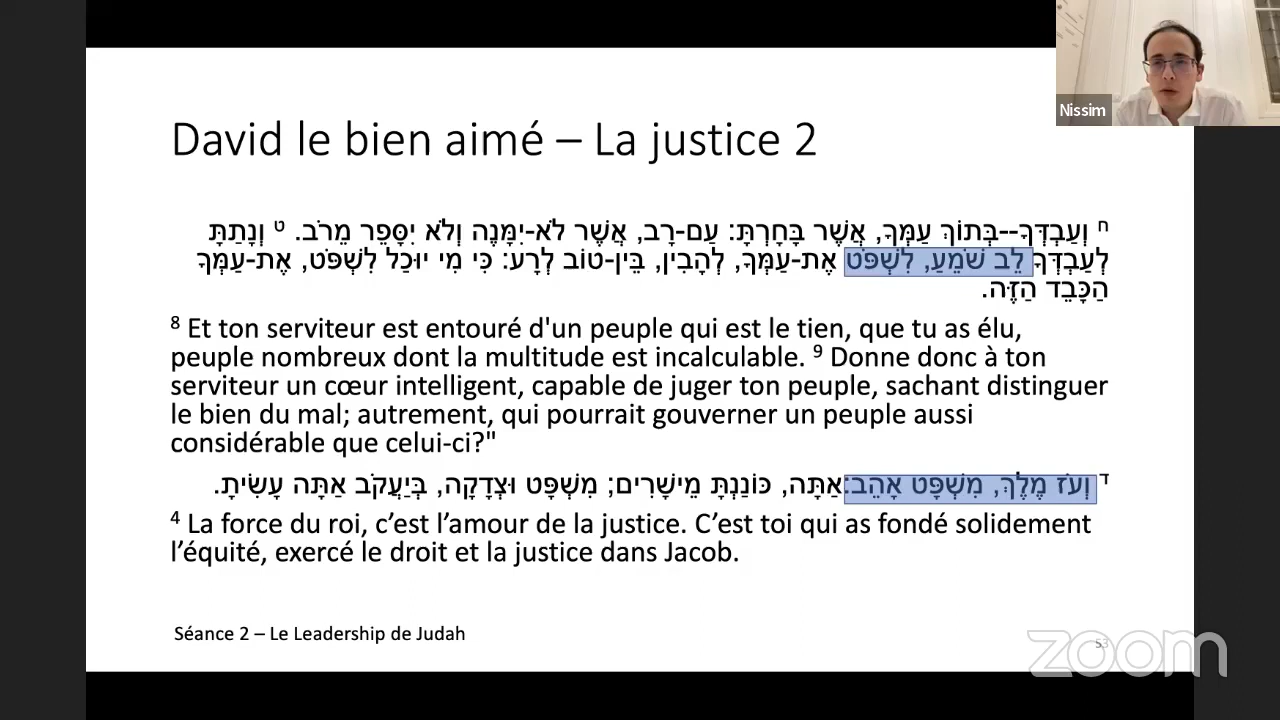 Nissim
David le bien aimé – La justice 2
ח וְעַבְדְּךָ--בְּתוֹךְ עַמְּךָ, אֲשֶׁר בָּחָרְתָּ: עַם-רָב, אֲשֶׁר לֹא-יִמָּנֶה וְלֹא יִסָּפֵר מֵרֹב. ט וְנָתַתָּ
לְעַבְדְּךָ לֵב שֹׁמֵעַ, לִשְׁפֹּט אֶת-עַמְּךָ, לְהָבִין, בֵּין-טוֹב לְרָע: כִּי מִי יוּכַל לִשְׁפֹּט, אֶת-עַמְּךָ
הַכָּבֵד הַזֶּה.
8 Et ton serviteur est entouré d'un peuple qui est le tien, que tu as élu,
peuple nombreux dont la multitude est incalculable. 9 Donne donc à ton
serviteur un cœur intelligent, capable de juger ton peuple, sachant distinguer
le bien du mal; autrement, qui pourrait gouverner un peuple aussi
considérable que celui-ci?"
ד וְעֹז מֶלֶךְ, מִשְׁפָּט אָהֵב: אַתָּה, כּוֹנַנְתָּ מֵישָׁרִים; מִשְׁפָּט וּצְדָקָה, בְּיַעֲקֹב אַתָּה עָשִׂיתָ.
4 La force du roi, c’est l’amour de la justice. C’est toi qui as fondé solidement
l’équité, exercé le droit et la justice dans Jacob.
Séance 2 – Le Leadership de Judah
53
zoom